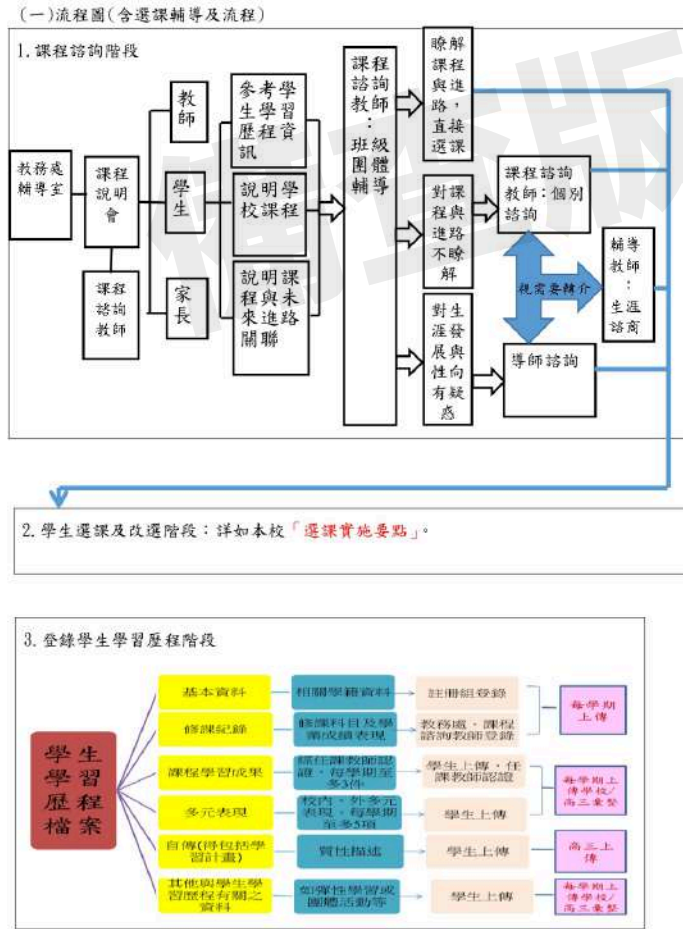 (一)流程圖(含選課輔導及流程)
1.課程諮詢階段
教務處
輔導室
課程
說明
會
課程
諮詢
教師
教
師
學
生
家
長
參考學
生學習
歷程資
訊
說明學
校課程
說明課
程與未
來進路
關聯
課程
諮詢
教師
：
班級
團體
輔導
瞭解
課程
與進
路，
直接
選課
對課
程與
進路
不瞭
解
對生
涯發
展與
性向
有疑
惑
課程諮詢
教師：個別
諮詢
視需要轉介
導師諮詢
輔導
教師
：
生涯
諮商
備查版
2.學生選課及改選階段：詳如本校「選課實施要點」。
3.登錄學生學習歷程階段
學生
學習
歷程
檔案
基本資料
相關學籍資料
註冊組登錄
每學期
上傳
修課紀錄
修課科目及學
業成績表現
教務處、課程
諮詢教師登錄
課程學習成果
經任課教師認
證，每學期至
多3件
學生上傳、任
課教師認證
每學期上
傳學校/
高三彙整
多元表現
校內、外多元
表現，每學期
至多5項
學生上傳
自傳(得包括學
習計畫)
質性描述
學生上傳
高三上
傳
其他與學生學
習歷程有關之
資料
如彈性學習或
團體活動等
學生上傳
每學期上
傳學校/
高三彙整